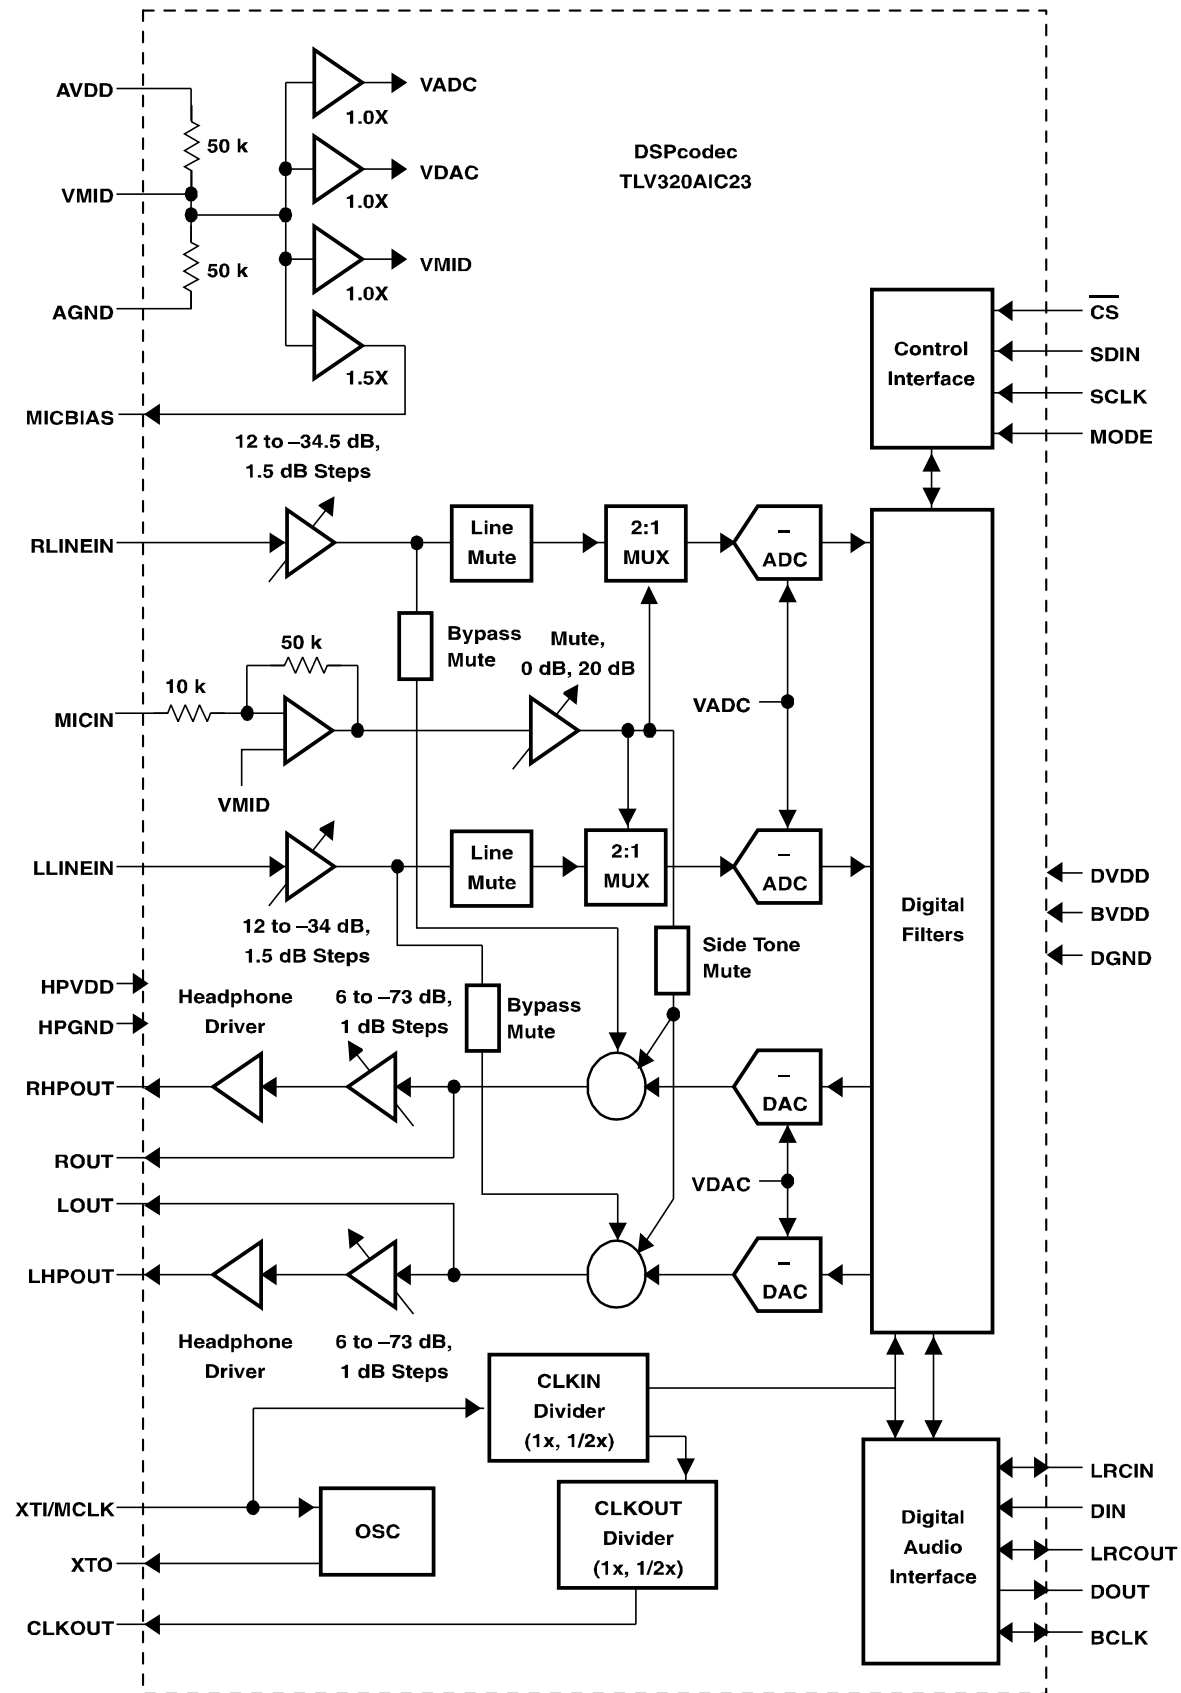 AVDD
50 k
VMID
50 k
AGND
VADC
1.0X
VDAC
1.0X
VMID
1.0X
1.5X
MICBIAS
DSPcodec
TLV320AIC23
Control
Interface
CS
SDIN
SCLK
MODE
12 to –34.5 dB,
1.5 dB Steps
RLINEIN
Line
Mute
2:1
MUX
–
ADC
Bypass
Mute
Mute,
0 dB, 20 dB
50 k
10 k
MICIN
VMID
VADC
LLINEIN
Line
Mute
2:1
MUX
–
ADC
12 to –34 dB,
1.5 dB Steps
Digital
Filters
DVDD
BVDD
DGND
Side Tone
Mute
HPVDD
HPGND
Headphone
Driver
6 to –73 dB,
1 dB Steps
Bypass
Mute
RHPOUT
–
DAC
ROUT
LOUT
VDAC
LHPOUT
–
DAC
Headphone
Driver
6 to –73 dB,
1 dB Steps
CLKIN
Divider
(1x, 1/2x)
XTI/MCLK
OSC
XTO
CLKOUT
Divider
(1x, 1/2x)
CLKOUT
Digital
Audio
Interface
LRCIN
DIN
LRCOUT
DOUT
BCLK